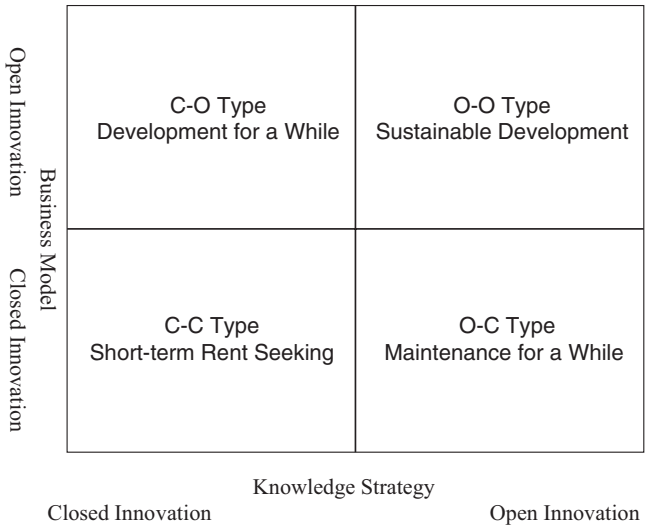 Open Innovation
Business Model
Closed Innovation
C-O Type
Development for a While
O-O Type
Sustainable Development
C-C Type
Short-term Rent Seeking
O-C Type
Maintenance for a While
Knowledge Strategy
Closed Innovation
Open Innovation